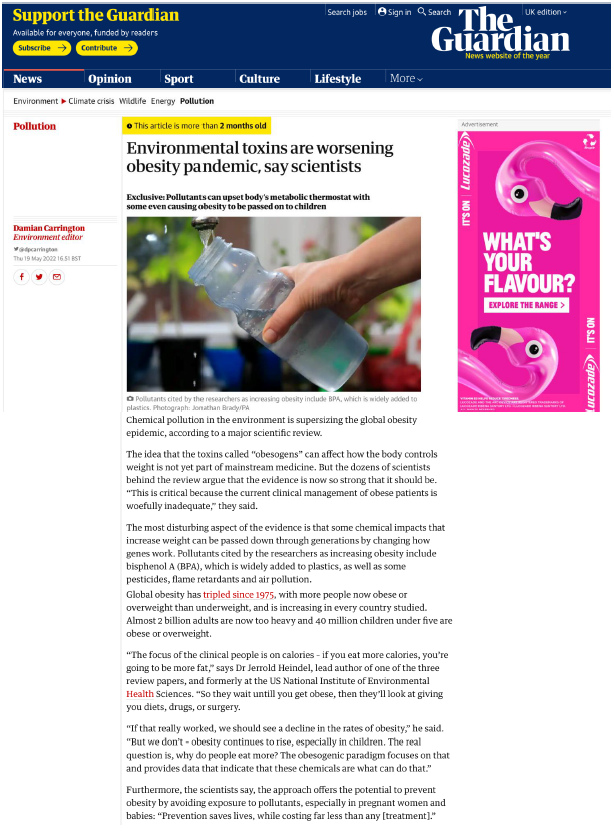 Support the Guardian
Available for everyone, funded by readers
Subscribe →
Contribute →
Search jobs
Sign in
Search
UK edition
The Guardian
News website of the year
News
Opinion
Sport
Culture
Lifestyle
More
Environment ▶ Climate crisis Wildlife Energy Pollution
Pollution
This article is more than 2 months old
Environmental toxins are worsening
obesity pandemic, say scientists
Exclusive: Pollutants can upset body's metabolic thermostat with
some even causing obesity to be passed on to children
Damian Carrington
Environment editor
@dpcarrington
Thu 19 May 2022 16.51 BST
Advertisement
IT'S ON Lucozade
WHAT'S
YOUR
FLAVOUR?
EXPLORE THE RANGE >
IT'S ON Lucozade
Pollutants cited by the researchers as increasing obesity include BPA, which is widely added to
plastics. Photograph: Jonathan Brady/PA
Chemical pollution in the environment is supersizing the global obesity
epidemic, according to a major scientific review.
The idea that the toxins called “obesogens” can affect how the body controls
weight is not yet part of mainstream medicine. But the dozens of scientists
behind the review argue that the evidence is now so strong that it should be.
“This is critical because the current clinical management of obese patients is
woefully inadequate,” they said.
The most disturbing aspect of the evidence is that some chemical impacts that
increase weight can be passed down through generations by changing how
genes work. Pollutants cited by the researchers as increasing obesity include
bisphenol A (BPA), which is widely added to plastics, as well as some
pesticides, flame retardants and air pollution.
Global obesity has tripled since 1975, with more people now obese or
overweight than underweight, and is increasing in every country studied.
Almost 2 billion adults are now too heavy and 40 million children under five are
obese or overweight.
“The focus of the clinical people is on calories – if you eat more calories, you're
going to be more fat,” says Dr Jerrold Heindel, lead author of one of the three
review papers, and formerly at the US National Institute of Environmental
Health Sciences. “So they wait untill you get obese, then they'll look at giving
you diets, drugs, or surgery.
“If that really worked, we should see a decline in the rates of obesity,” he said.
“But we don't – obesity continues to rise, especially in children. The real
question is, why do people eat more? The obesogenic paradigm focuses on that
and provides data that indicate that these chemicals are what can do that.”
Furthermore, the scientists say, the approach offers the potential to prevent
obesity by avoiding exposure to pollutants, especially in pregnant women and
babies: “Prevention saves lives, while costing far less than any [treatment].”